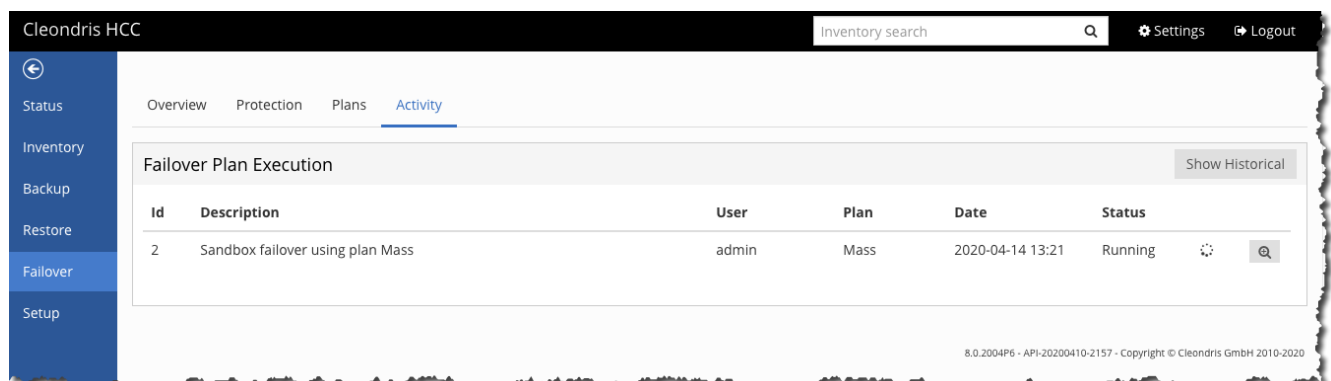 Cleondris HCC
Inventory search
Settings
Logout
Status
Inventory
Backup
Restore
Failover
Setup
Overview Protection Plans Activity
Failover Plan Execution
Show Historical
Id Description User Plan Date Status
2 Sandbox failover using plan Mass admin Mass 2020-04-14 13:21 Running
8.0.2004P6 - API-20200410-2157 - Copyright © Cleondris GmbH 2010-2020